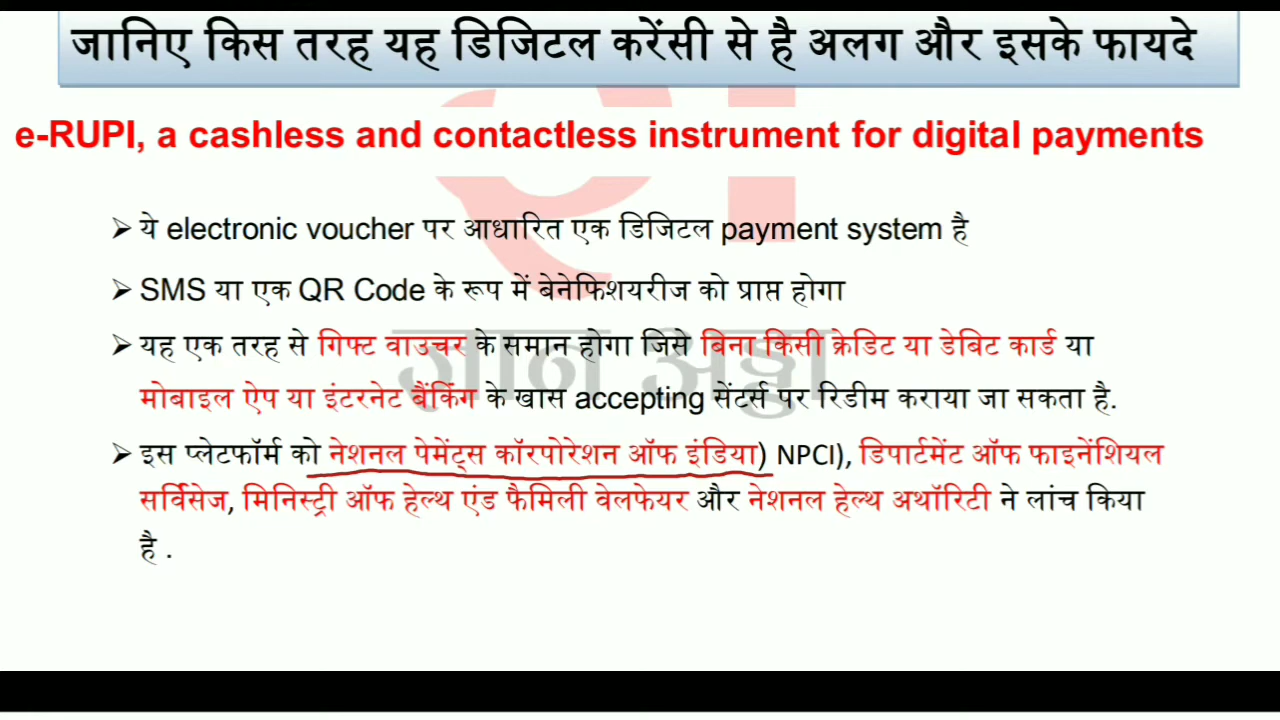 जानिए किस तरह यह डिजिटल करेंसी से है अलग और इसके फायदे
e-RUPI, a cashless and contactless instrument for digital payments
➢ ये electronic voucher पर आधारित एक डिजिटल payment system है
➢ SMS या एक QR Code के रूप में बेनेफिशयरीज को प्राप्त होगा
➢ यह एक तरह से गिफ्ट वाउचर के समान होगा जिसे बिना किसी क्रेडिट या डेबिट कार्ड या
मोबाइल ऐप या इंटरनेट बैंकिंग के खास accepting सेंटर्स पर रिडीम कराया जा सकता है.
➢ इस प्लेटफॉर्म को नेशनल पेमेंट्स कॉरपोरेशन ऑफ इंडिया) NPCI), डिपार्टमेंट ऑफ फाइनेंशियल
सर्विसेज, मिनिस्ट्री ऑफ हेल्थ एंड फैमिली वेलफेयर और नेशनल हेल्थ अथॉरिटी ने लांच किया
है .
ज्ञान अड्डा